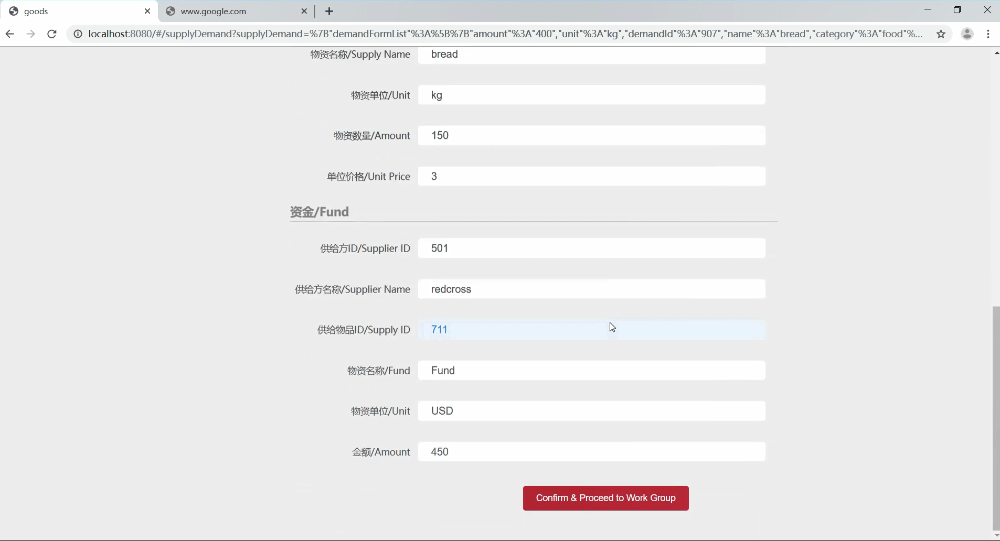 goods
www.google.com
localhost:8080/#/supplyDemand?supplyDemand=%7B"demandFormList"%3A%5B%7B"amount"%3A"400","unit"%3A"kg","demandId"%3A"907","name"%3A"bread","category"%3A"food"%...
物资名称/Supply Name bread
物资单位/Unit kg
物资数量/Amount 150
单位价格/Unit Price 3
资金/Fund
供给方ID/Supplier ID 501
供给方名称/Supplier Name redcross
供给物品ID/Supply ID 711
物资名称/Fund Fund
物资单位/Unit USD
金额/Amount 450
Confirm & Proceed to Work Group